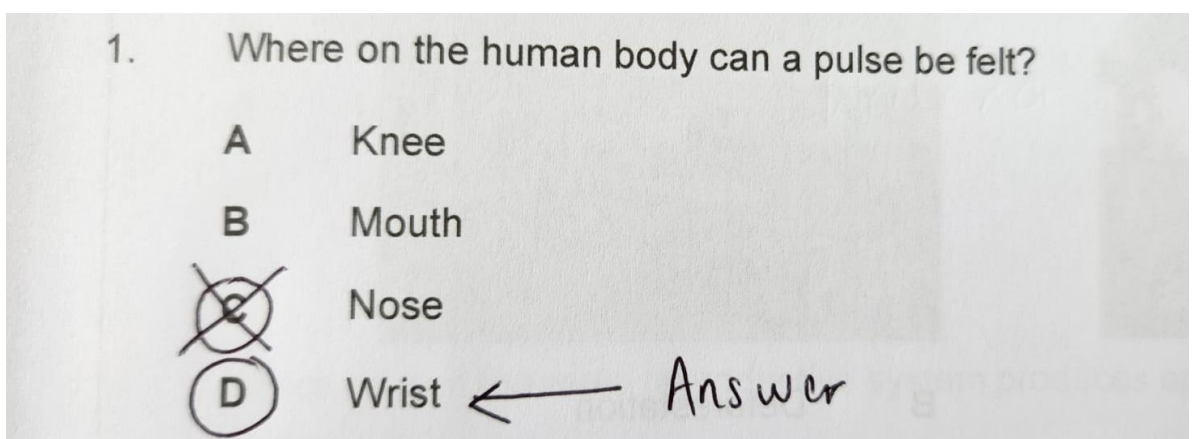 1. Where on the human body can a pulse be felt?
A Knee
B Mouth
C Nose
D Wrist ← Answer